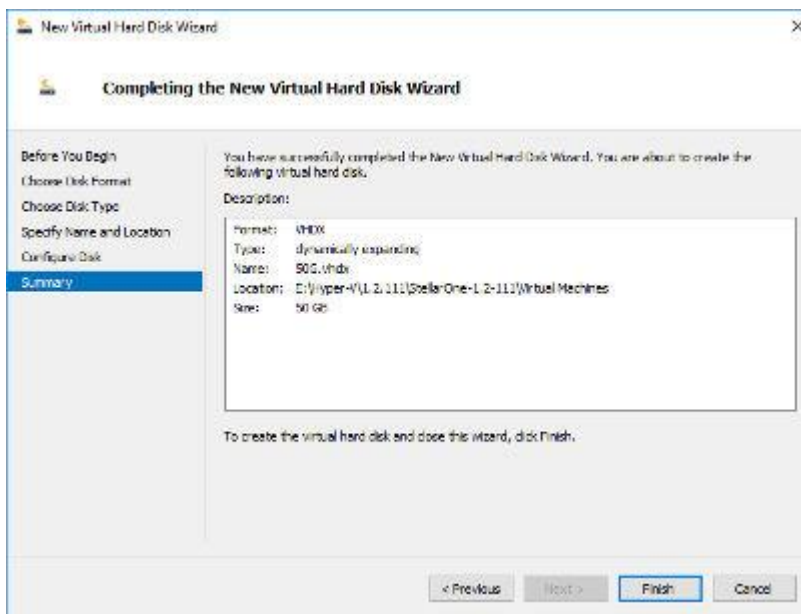 New Virtual Hard Disk Wizard
Completing the New Virtual Hard Disk Wizard
Before You Begin
Choose Disk Format
Choose Disk Type
Specify Name and Location
Configure Disk
Summary
You have successfully completed the New Virtual Hard Disk Wizard. You are about to create the
following virtual hard disk.
Description:
Format: VHDX
Type: dynamically expanding
Name: 50G.vhdx
Location: E:\Hyper-V\1.2.111\StellarOne-1.2-111\Virtual Machines
Size: 50 GB
To create the virtual hard disk and close this wizard, click Finish.
< Previous
Next >
Finish
Cancel